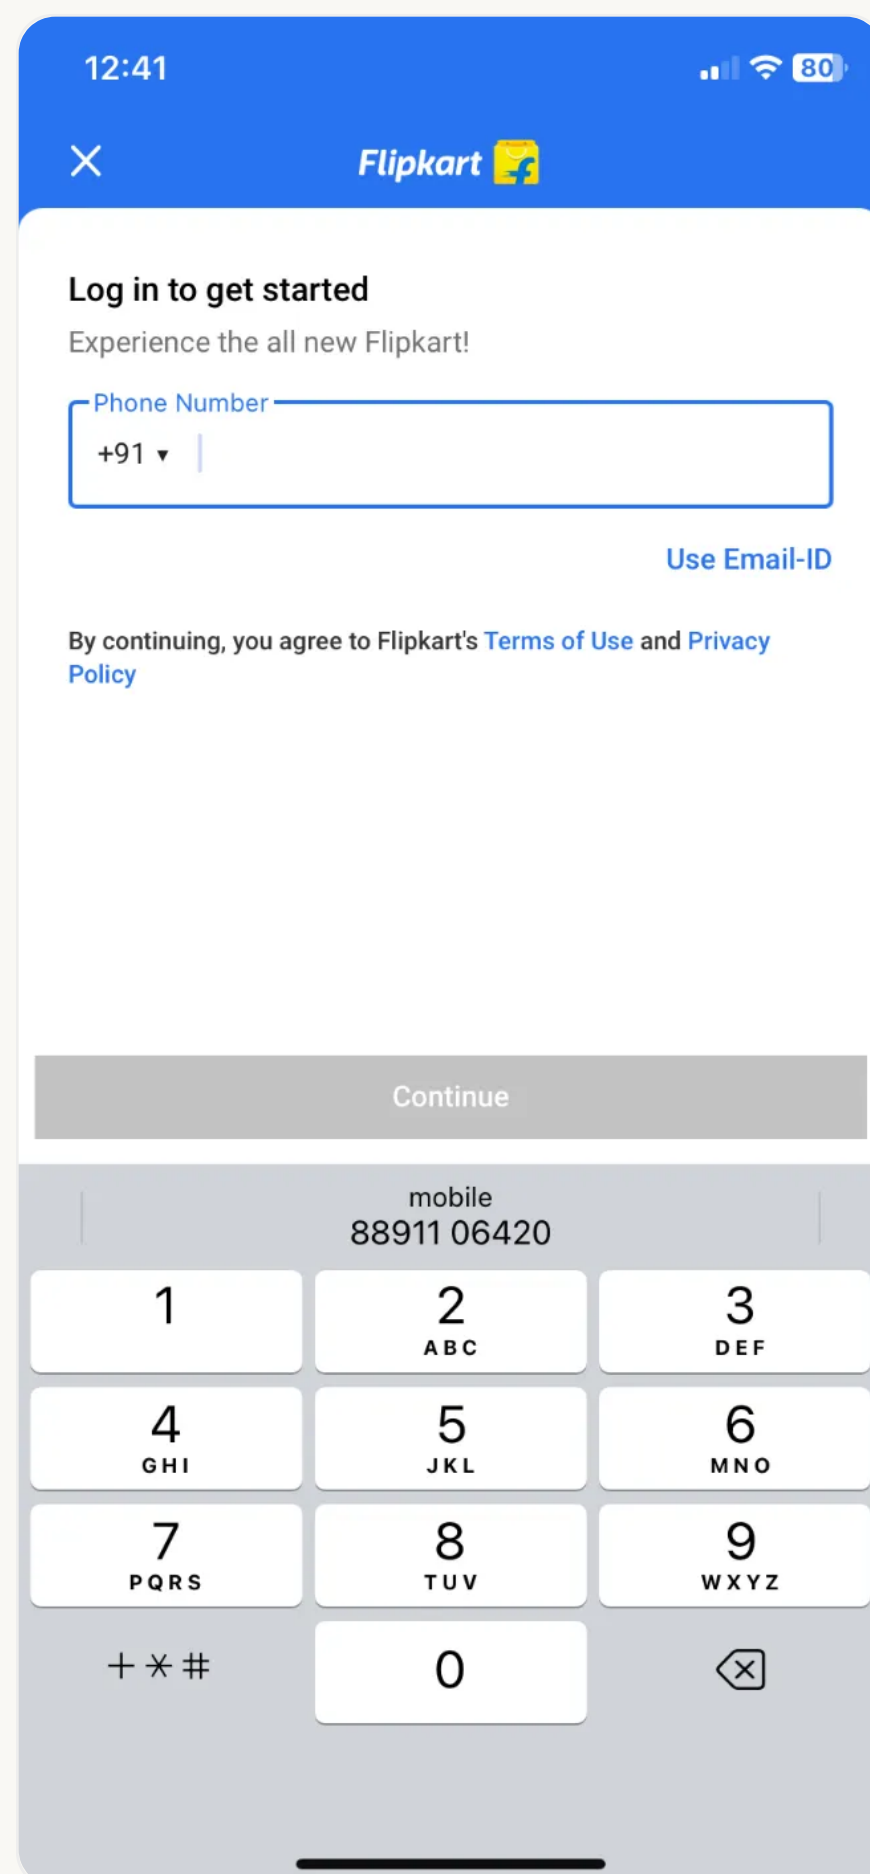 12:41
80
Flipkart
Log in to get started
Experience the all new Flipkart!
Phone Number
+91
Use Email-ID
By continuing, you agree to Flipkart's Terms of Use and Privacy
Policy
Continue
mobile
88911 06420
1
2
ABC
3
DEF
4
GHI
5
JKL
6
MNO
7
PQRS
8
TUV
9
WXYZ
+*#
0